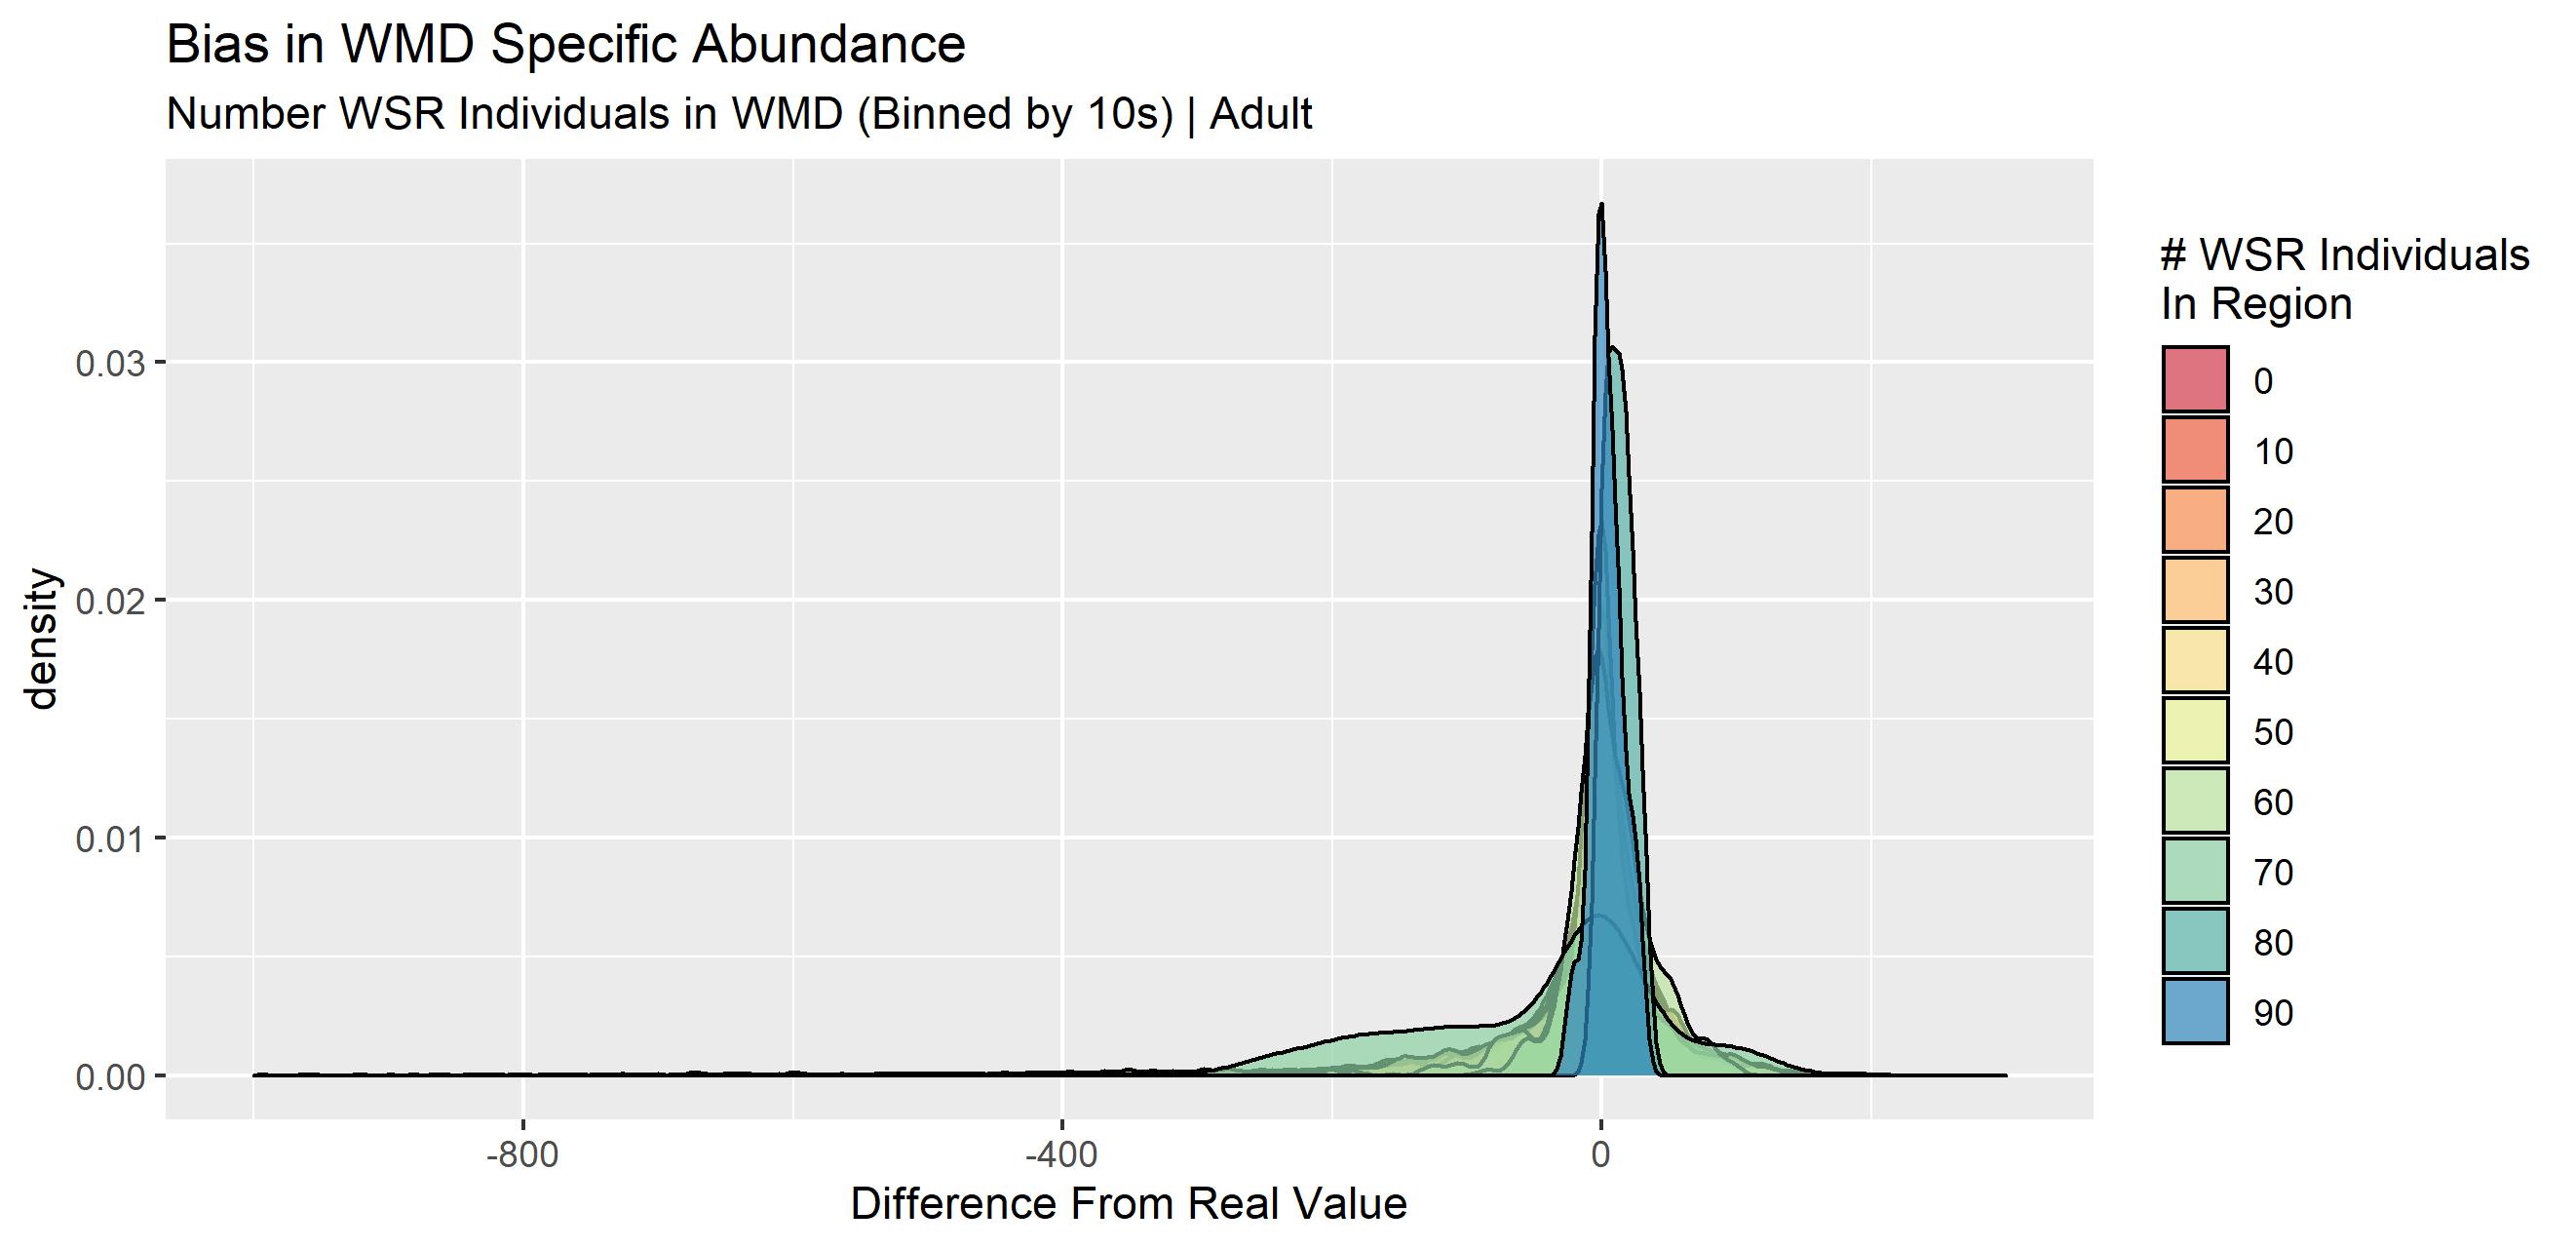 Bias in WMD Specific Abundance
Number WSR Individuals in WMD (Binned by 10s) | Adult
density
0.03
0.02
0.01
0.00
-800
-400
0
Difference From Real Value
# WSR Individuals
In Region
0
10
20
30
40
50
60
70
80
90